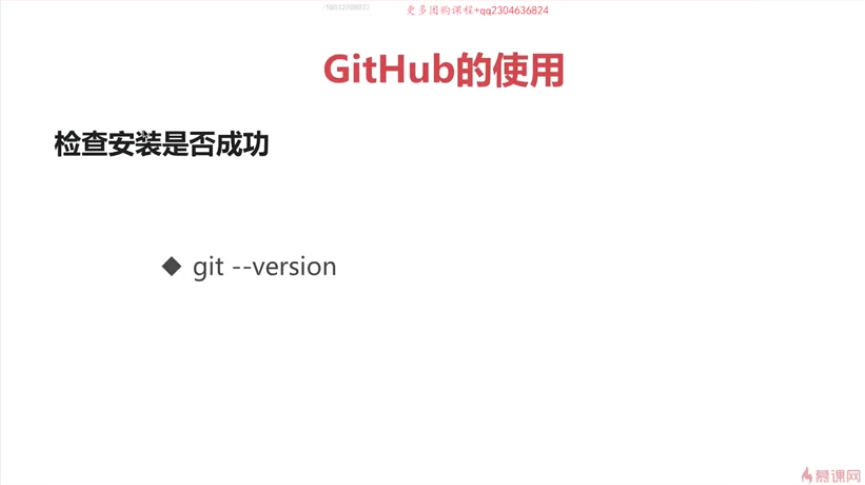 更多团购课程+qq2304636824
GitHub的使用
检查安装是否成功
◆ git --version
慕课网